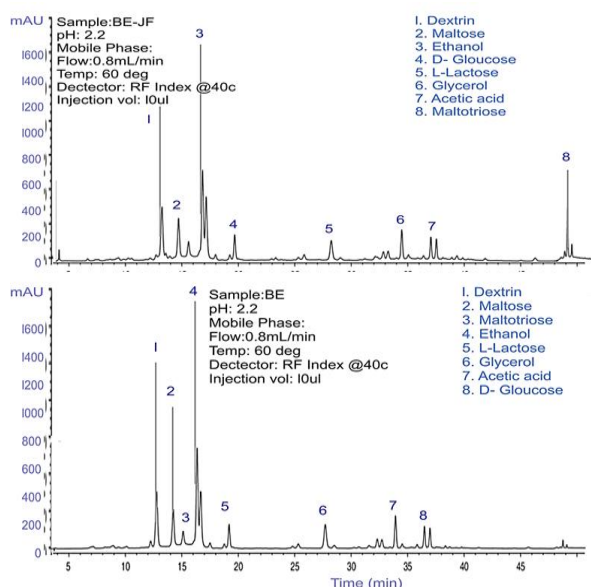 mAU
Sample:BE-JF
pH: 2.2
Mobile Phase:
Flow:0.8mL/min
Temp: 60 deg
Dectector: RF Index @40c
Injection vol: I0uI
I. Dextrin
2. Maltose
3. Ethanol
4. D- Gloucose
5. L-Lactose
6. Glycerol
7. Acetic acid
8. Maltotriose
I600
I400
I200
I000
800
600
400
200
0
I
2
3
4
5
6
7
8
mAU
Sample:BE
pH: 2.2
Mobile Phase:
Flow:0.8mL/min
Temp: 60 deg
Dectector: RF Index @40c
Injection vol: I0uI
I. Dextrin
2. Maltose
3. Maltotriose
4. Ethanol
5. L-Lactose
6. Glycerol
7. Acetic acid
8. D- Gloucose
I600
I400
I200
I000
800
600
400
200
0
I
2
3
4
5
6
7
8
5 10 15 20 25 30 35 40 45
Time (min)